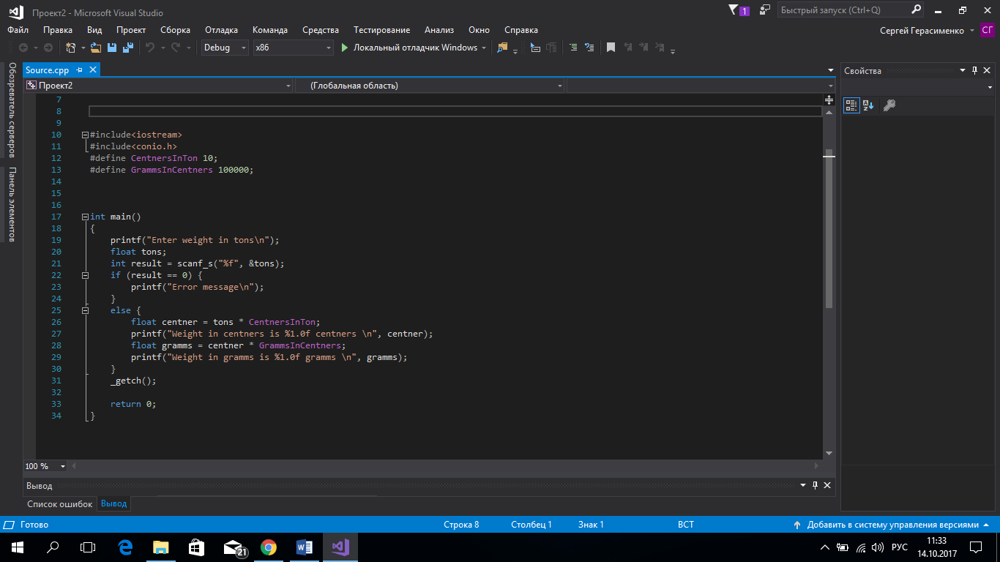 Проект2 - Microsoft Visual Studio
1
Быстрый запуск (Ctrl+Q)
Файл Правка Вид Проект Сборка Отладка Команда Средства Тестирование Анализ Окно Справка
Сергей Герасименко СГ
Debug x86 Локальный отладчик Windows
Обозреватель серверов
Панель элементов
Source.cpp
Проект2 (Глобальная область)
7
8
9
10 #include<iostream>
11 #include<conio.h>
12 #define CentnersInTon 10;
13 #define GrammsInCentners 100000;
14
15
16
17 int main()
18 {
19 printf("Enter weight in tons\n");
20 float tons;
21 int result = scanf_s("%f", &tons);
22 if (result == 0) {
23 printf("Error message\n");
24 }
25 else {
26 float centner = tons * CentnersInTon;
27 printf("Weight in centners is %1.0f centners \n", centner);
28 float gramms = centner * GrammsInCentners;
29 printf("Weight in gramms is %1.0f gramms \n", gramms);
30 }
31 _getch();
32
33 return 0;
34 }
100 %
Свойства
Вывод
Список ошибок Вывод
Готово Строка 8 Столбец 1 Знак 1 ВСТ Добавить в систему управления версиями
21
РУС
11:33
14.10.2017